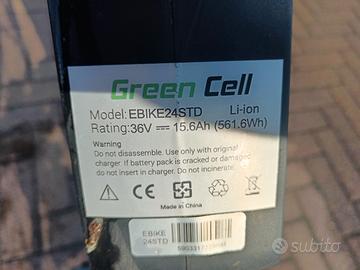 Green Cell
Model: EBIKE24STD Li-ion
Rating: 36V ⎓ 15.6Ah (561.6Wh)
Warning
Do not disassemble. Use only with compatible
charger. If battery pack is cracked or damaged,
do not insert in charger. Do not incinerate.
CE
Made in China
EBIKE
24STD
subito